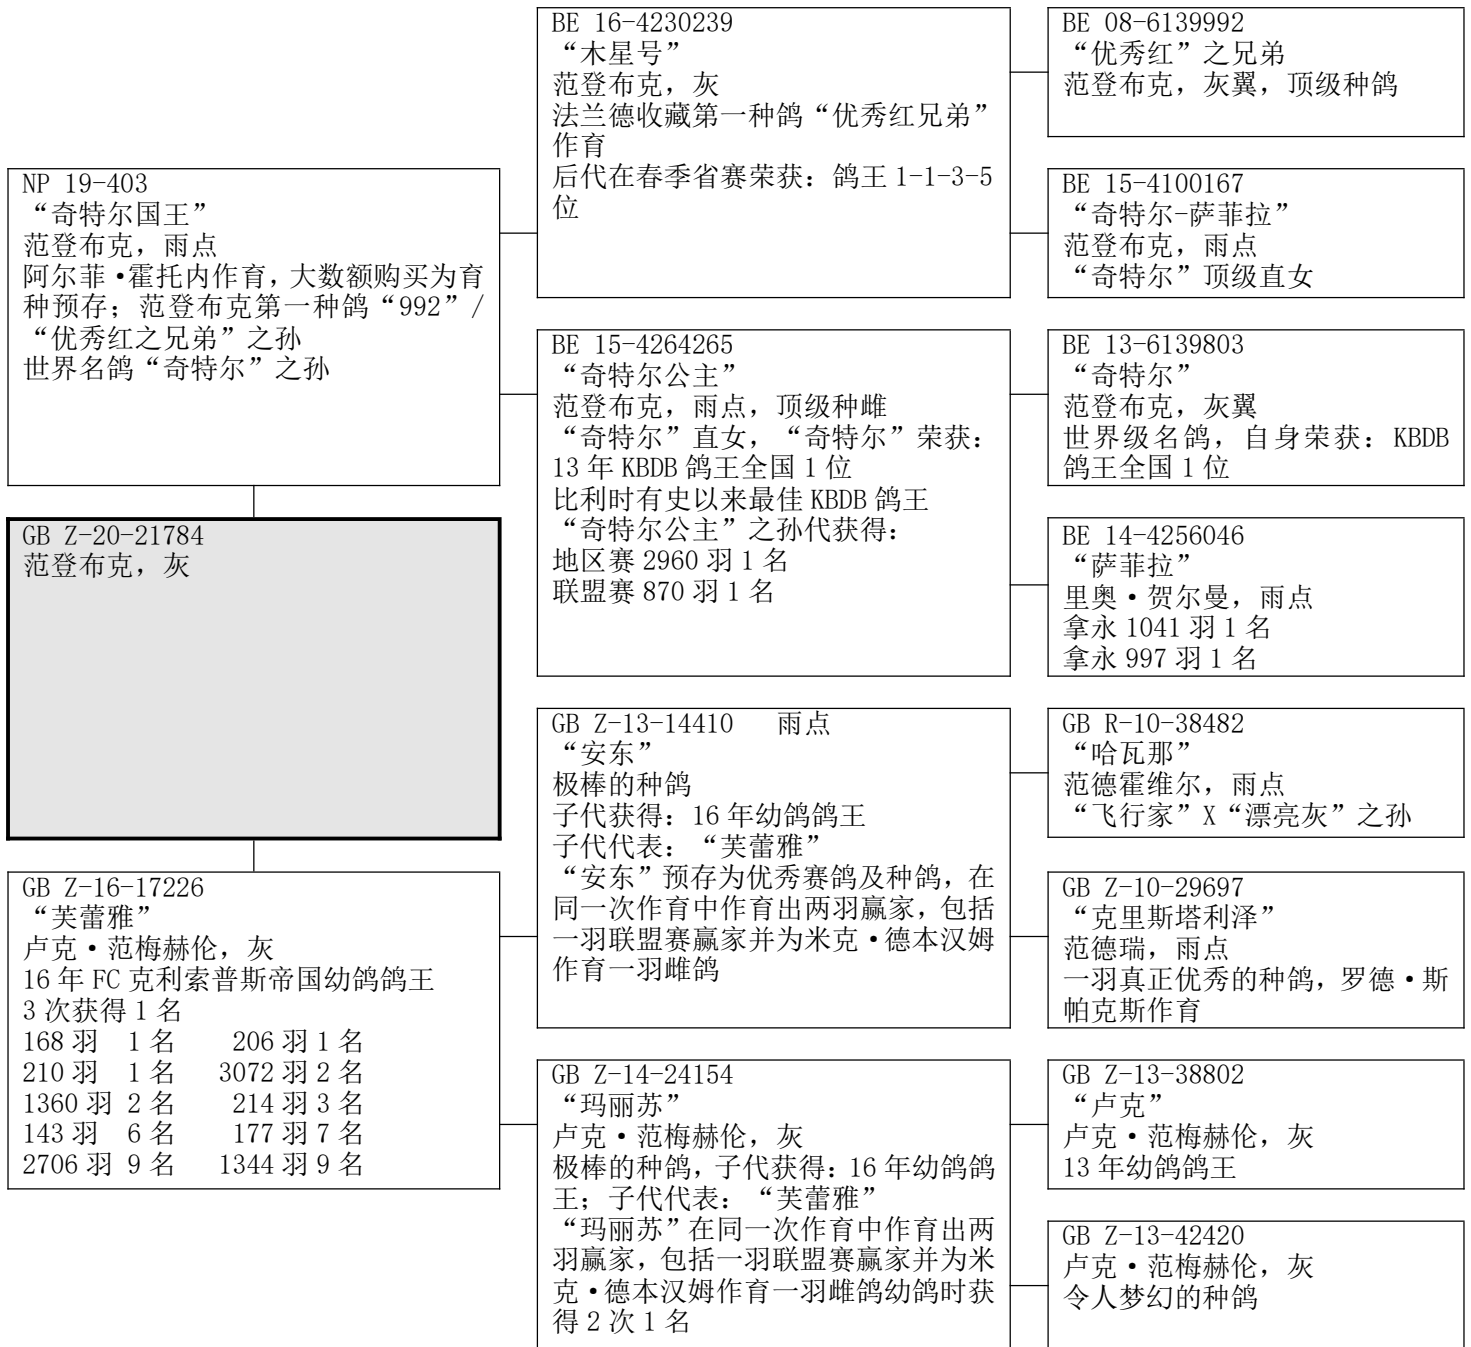 NP 19-403
“奇特尔国王”
范登布克，雨点
阿尔菲•霍托内作育，大数额购买为育
种预存；范登布克第一种鸽“992”/
“优秀红之兄弟”之孙
世界名鸽“奇特尔”之孙
GB Z-20-21784
范登布克，灰
GB Z-16-17226
“芙蕾雅”
卢克•范梅赫伦，灰
16 年 FC 克利索普斯帝国幼鸽鸽王
3 次获得 1 名
168 羽 1 名 206 羽 1 名
210 羽 1 名 3072 羽 2 名
1360 羽 2 名 214 羽 3 名
143 羽 6 名 177 羽 7 名
2706 羽 9 名 1344 羽 9 名
BE 16-4230239
“木星号”
范登布克，灰
法兰德收藏第一种鸽“优秀红兄弟”
作育
后代在春季省赛荣获：鸽王 1-1-3-5
位
BE 15-4264265
“奇特尔公主”
范登布克，雨点，顶级种雌
“奇特尔”直女，“奇特尔”荣获：
13 年 KBDB 鸽王全国 1 位
比利时有史以来最佳 KBDB 鸽王
“奇特尔公主”之孙代获得：
地区赛 2960 羽 1 名
联盟赛 870 羽 1 名
GB Z-13-14410 雨点
“安东”
极棒的种鸽
子代获得：16 年幼鸽鸽王
子代代表：“芙蕾雅”
“安东”预存为优秀赛鸽及种鸽，在
同一次作育中作育出两羽赢家，包括
一羽联盟赛赢家并为米克•德本汉姆
作育一羽雌鸽
GB Z-14-24154
“玛丽苏”
卢克•范梅赫伦，灰
极棒的种鸽，子代获得：16 年幼鸽鸽
王；子代代表：“芙蕾雅”
“玛丽苏”在同一次作育中作育出两
羽赢家，包括一羽联盟赛赢家并为米
克•德本汉姆作育一羽雌鸽幼鸽时获
得 2 次 1 名
BE 08-6139992
“优秀红”之兄弟
范登布克，灰翼，顶级种鸽
BE 15-4100167
“奇特尔-萨菲拉”
范登布克，雨点
“奇特尔”顶级直女
BE 13-6139803
“奇特尔”
范登布克，灰翼
世界级名鸽，自身荣获：KBDB
鸽王全国 1 位
BE 14-4256046
“萨菲拉”
里奥•贺尔曼，雨点
拿永 1041 羽 1 名
拿永 997 羽 1 名
GB R-10-38482
“哈瓦那”
范德霍维尔，雨点
“飞行家”X“漂亮灰”之孙
GB Z-10-29697
“克里斯塔利泽”
范德瑞，雨点
一羽真正优秀的种鸽，罗德•斯
帕克斯作育
GB Z-13-38802
“卢克”
卢克•范梅赫伦，灰
13 年幼鸽鸽王
GB Z-13-42420
卢克•范梅赫伦，灰
令人梦幻的种鸽